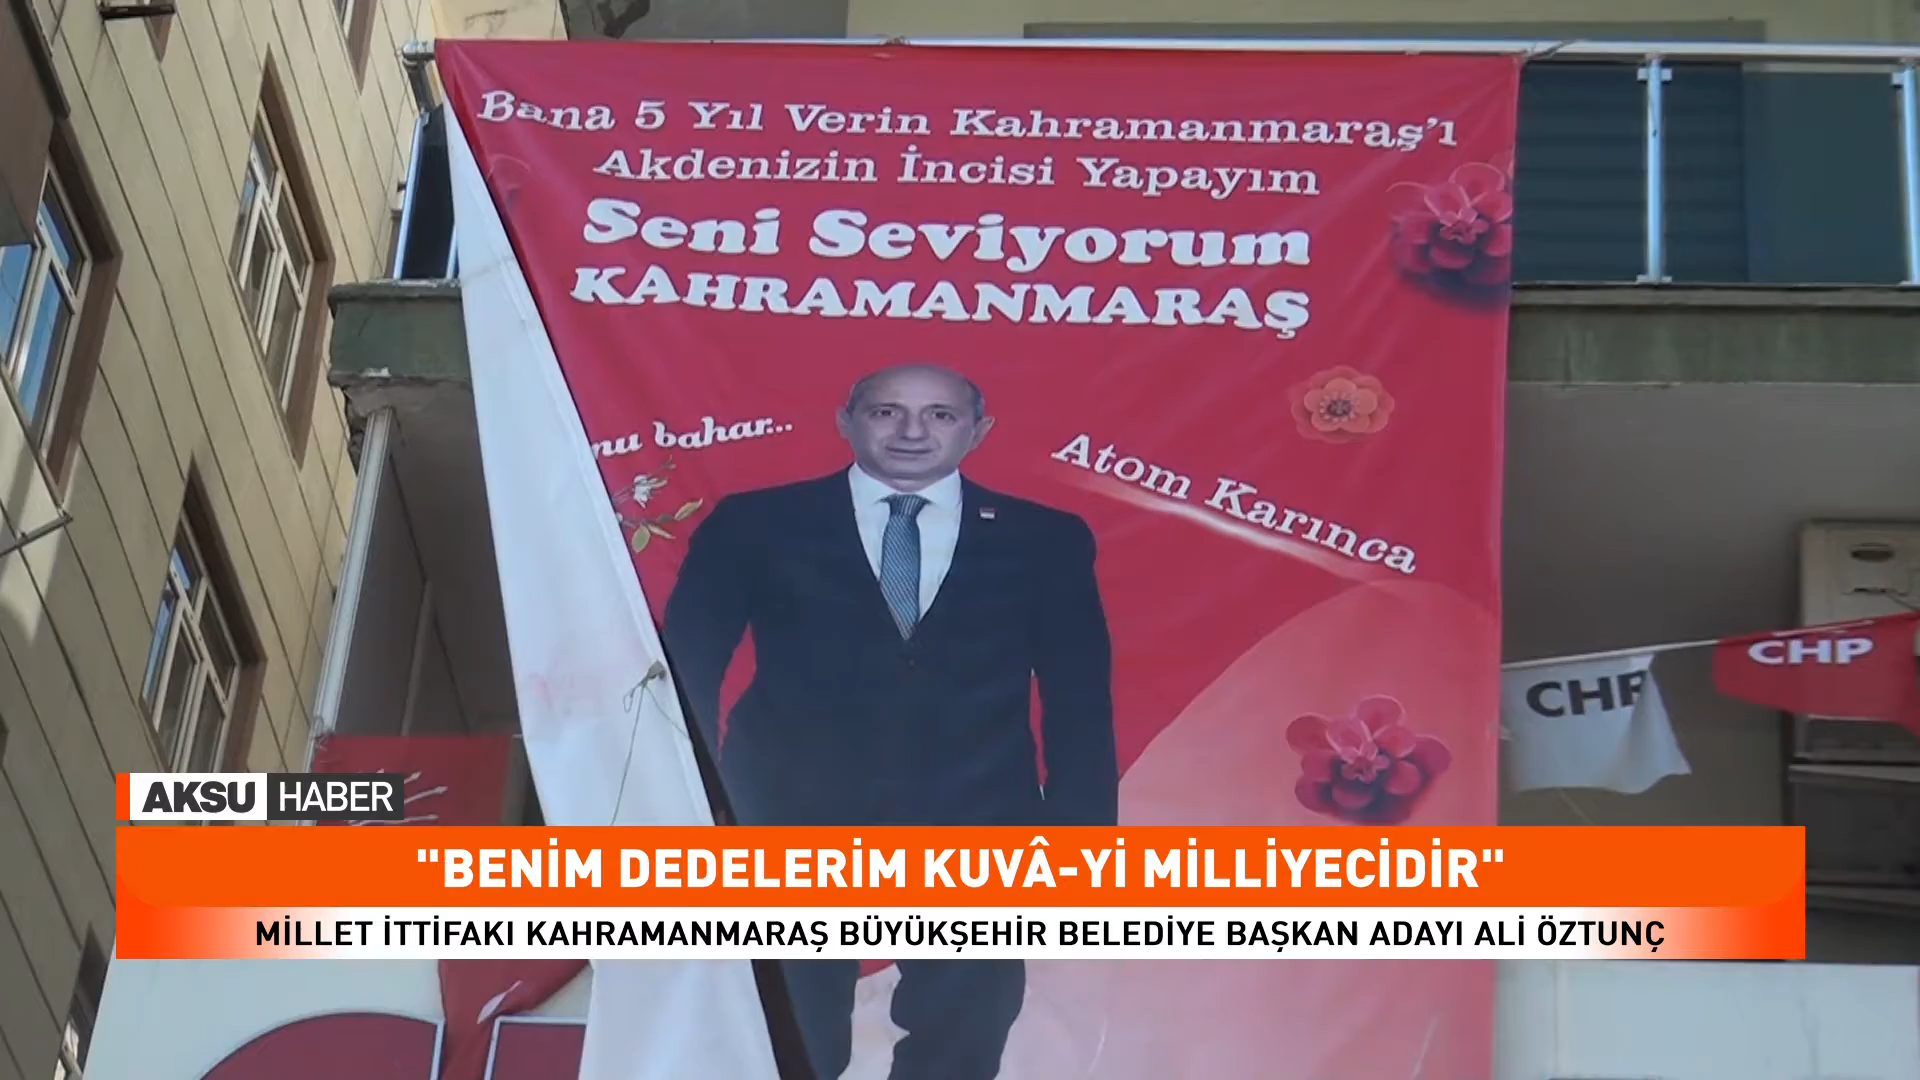 Bana 5 Yıl Verin Kahramanmaraş'ı
Akdenizin İncisi Yapayım
Seni Seviyorum
KAHRAMANMARAŞ
bahar...
Atom Karınca
CHP
CHP
AKSU HABER
"BENİM DEDELERİM KUVÂ-Yİ MİLLİYECİDİR"
MİLLET İTTİFAKI KAHRAMANMARAŞ BÜYÜKŞEHİR BELEDİYE BAŞKAN ADAYI ALİ ÖZTUNÇ